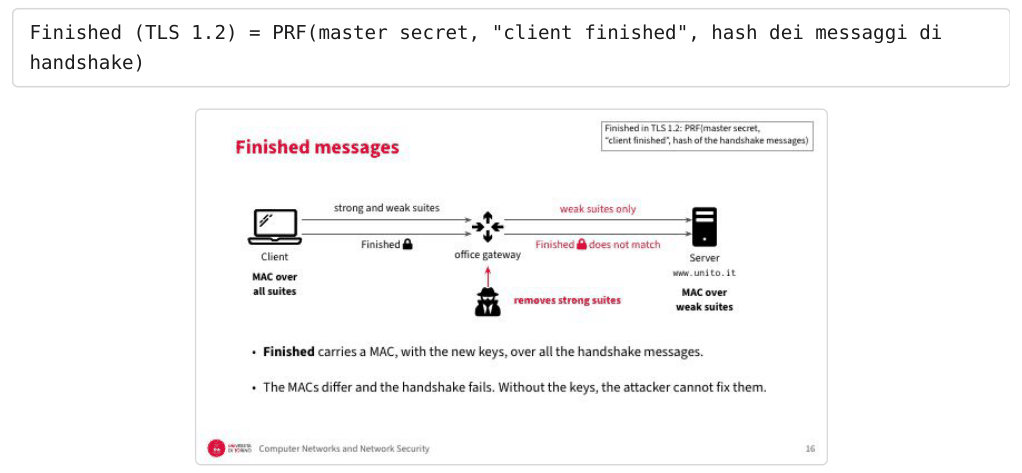 Finished (TLS 1.2) = PRF(master secret, "client finished", hash dei messaggi di
handshake)
Finished in TLS 1.2: PRF(master secret,
"client finished", hash of the handshake messages)
Finished messages
strong and weak suites
weak suites only
Finished
Finished does not match
Client
office gateway
Server
www.unito.it
MAC over
all suites
removes strong suites
MAC over
weak suites
• Finished carries a MAC, with the new keys, over all the handshake messages.
• The MACs differ and the handshake fails. Without the keys, the attacker cannot fix them.
UNIVERSITÀ
DI TORINO
Computer Networks and Network Security
16